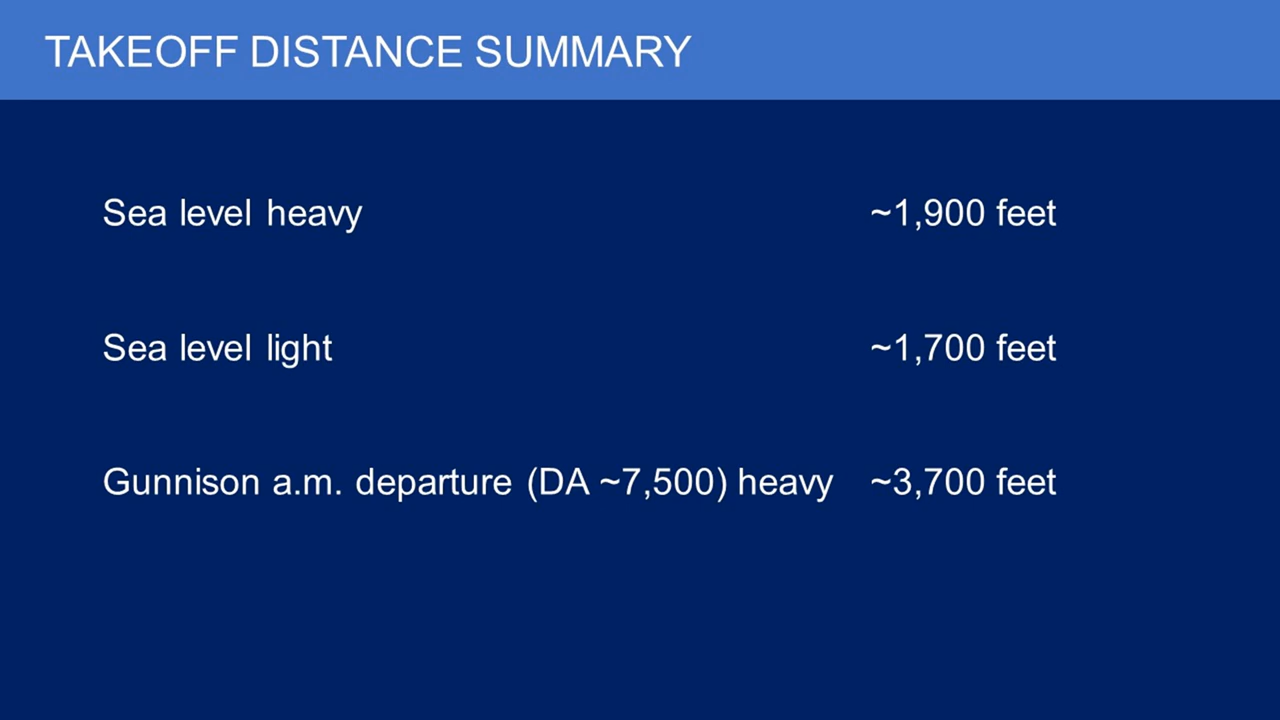 TAKEOFF DISTANCE SUMMARY
Sea level heavy ~1,900 feet
Sea level light ~1,700 feet
Gunnison a.m. departure (DA ~7,500) heavy ~3,700 feet